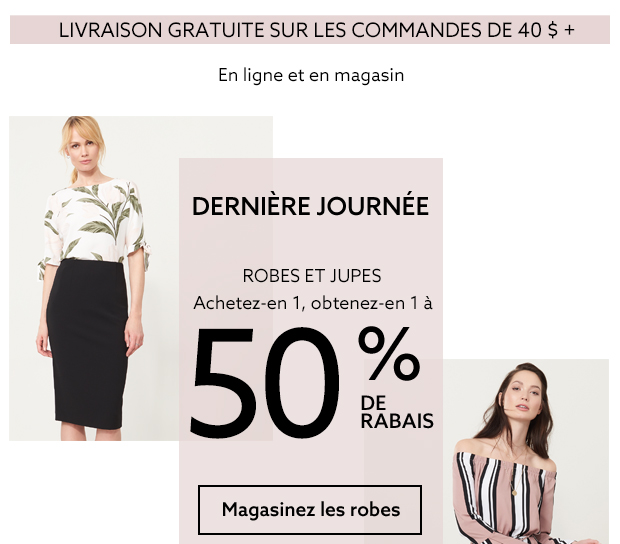 LIVRAISON GRATUITE SUR LES COMMANDES DE 40 $ +
En ligne et en magasin
DERNIÈRE JOURNÉE
ROBES ET JUPES
Achetez-en 1, obtenez-en 1 à
50 %
DE
RABAIS
Magasinez les robes